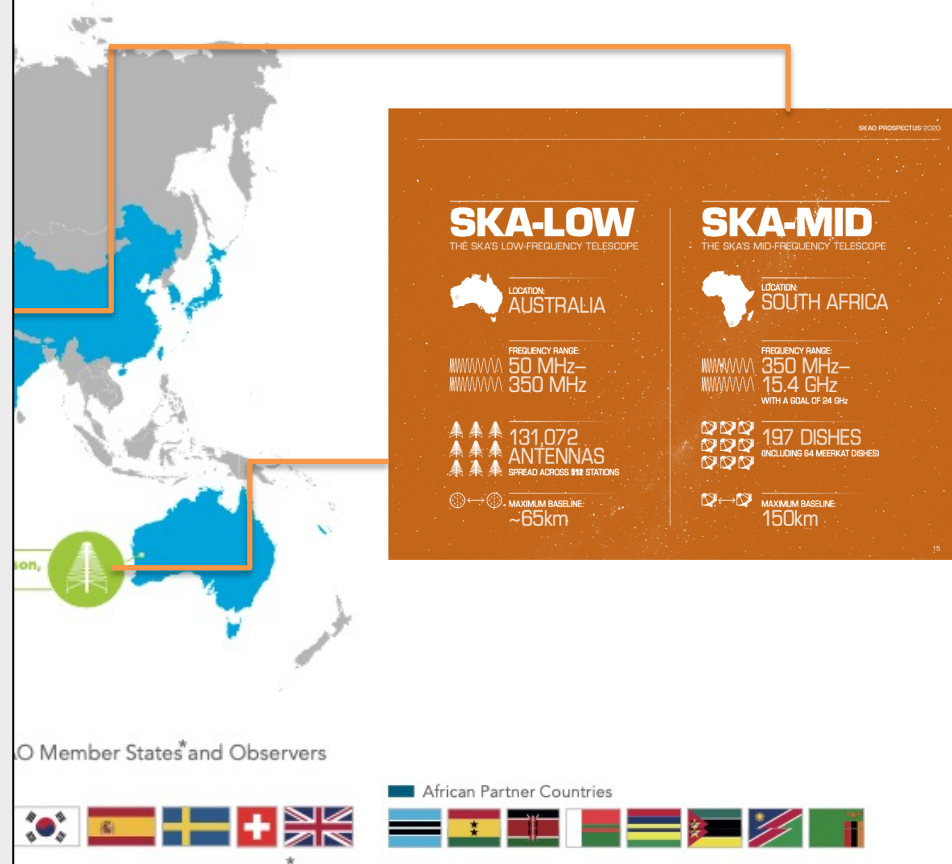 SKAO PROSPECTUS 2020
SKA-LOW
THE SKA'S LOW-FREQUENCY TELESCOPE
LOCATION:
AUSTRALIA
FREQUENCY RANGE:
50 MHz–
350 MHz
131,072
ANTENNAS
SPREAD ACROSS 512 STATIONS
MAXIMUM BASELINE:
~65km
SKA-MID
THE SKA'S MID-FREQUENCY TELESCOPE
LOCATION:
SOUTH AFRICA
FREQUENCY RANGE:
350 MHz–
15.4 GHz
WITH A GOAL OF 24 GHz
197 DISHES
(INCLUDING 64 MEERKAT DISHES)
MAXIMUM BASELINE:
150km
15
son,
AO Member States* and Observers
African Partner Countries
*